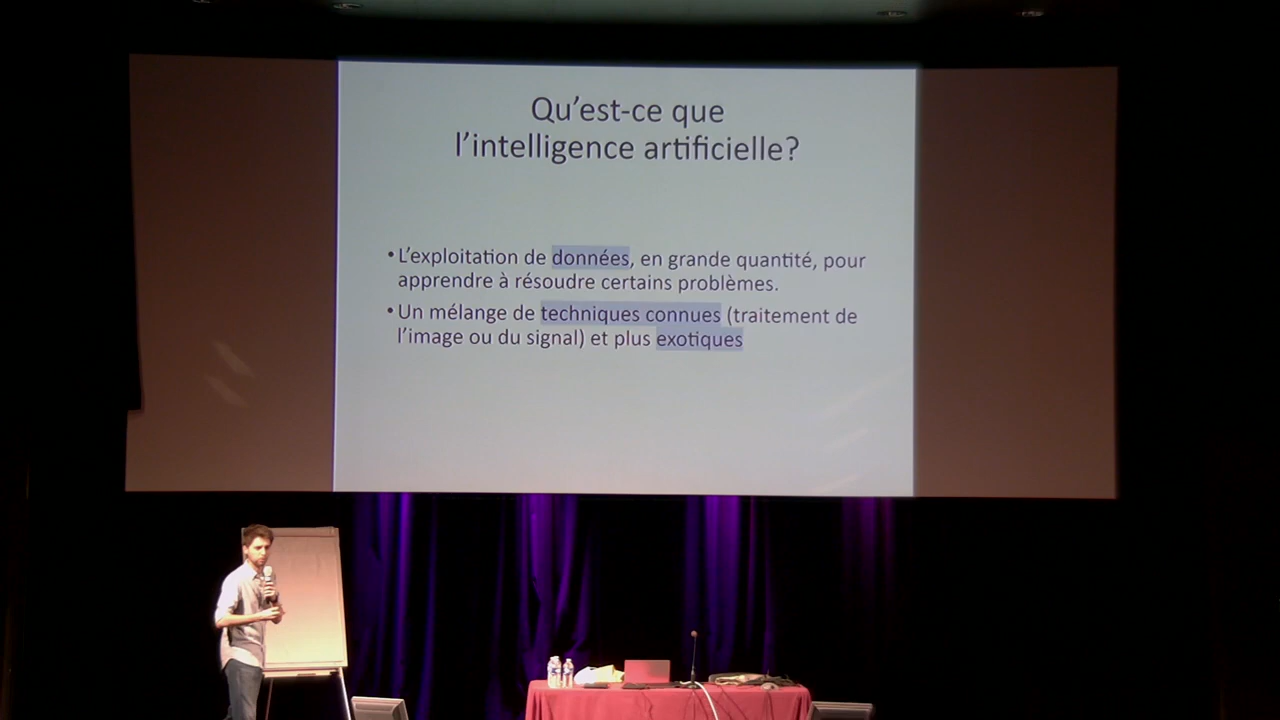 Qu'est-ce que
l'intelligence artificielle?
•L'exploitation de données, en grande quantité, pour
apprendre à résoudre certains problèmes.
•Un mélange de techniques connues (traitement de
l'image ou du signal) et plus exotiques